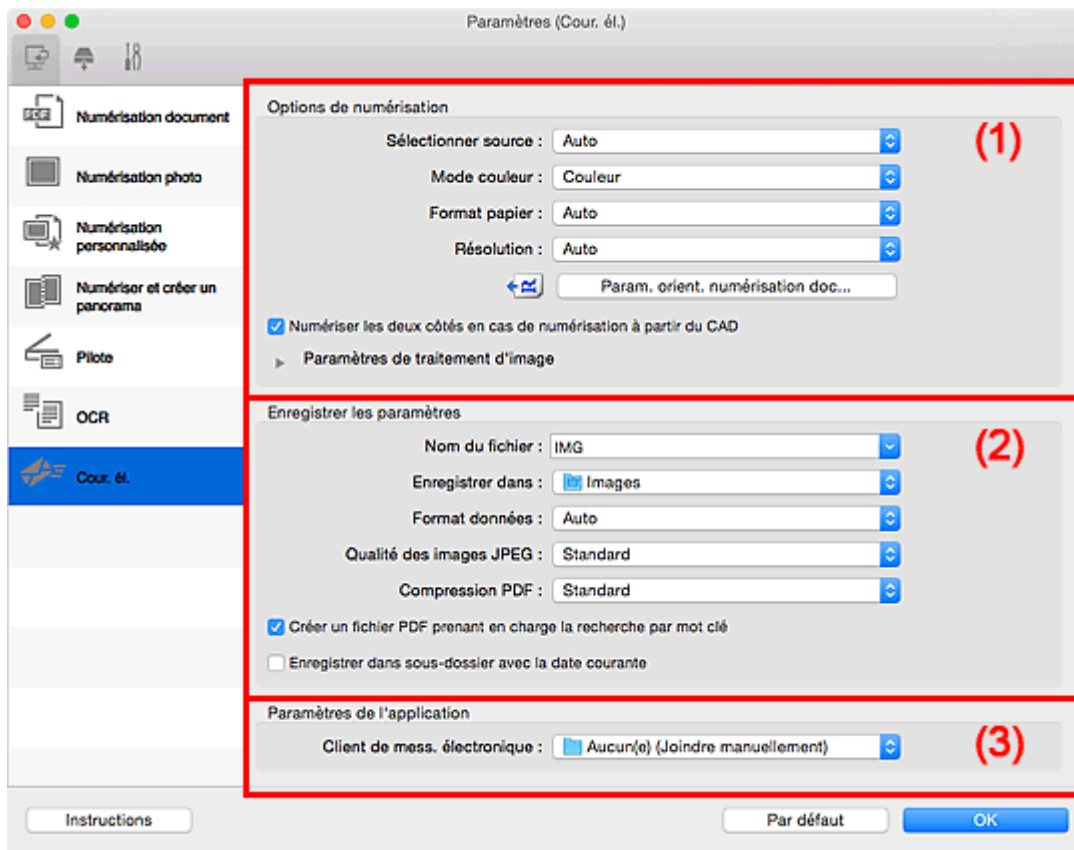 Paramètres (Cour. él.)
Numérisation document
Numérisation photo
Numérisation
personnalisée
Numériser et créer un
panorama
Pilote
OCR
Cour. él.
Options de numérisation
(1)
Sélectionner source : Auto
Mode couleur : Couleur
Format papier : Auto
Résolution : Auto
Param. orient. numérisation doc...
Numériser les deux côtés en cas de numérisation à partir du CAD
Paramètres de traitement d'image
Enregistrer les paramètres
(2)
Nom du fichier : IMG
Enregistrer dans : Images
Format données : Auto
Qualité des images JPEG : Standard
Compression PDF : Standard
Créer un fichier PDF prenant en charge la recherche par mot clé
Enregistrer dans sous-dossier avec la date courante
Paramètres de l'application
(3)
Client de mess. électronique : Aucun(e) (Joindre manuellement)
Instructions
Par défaut
OK